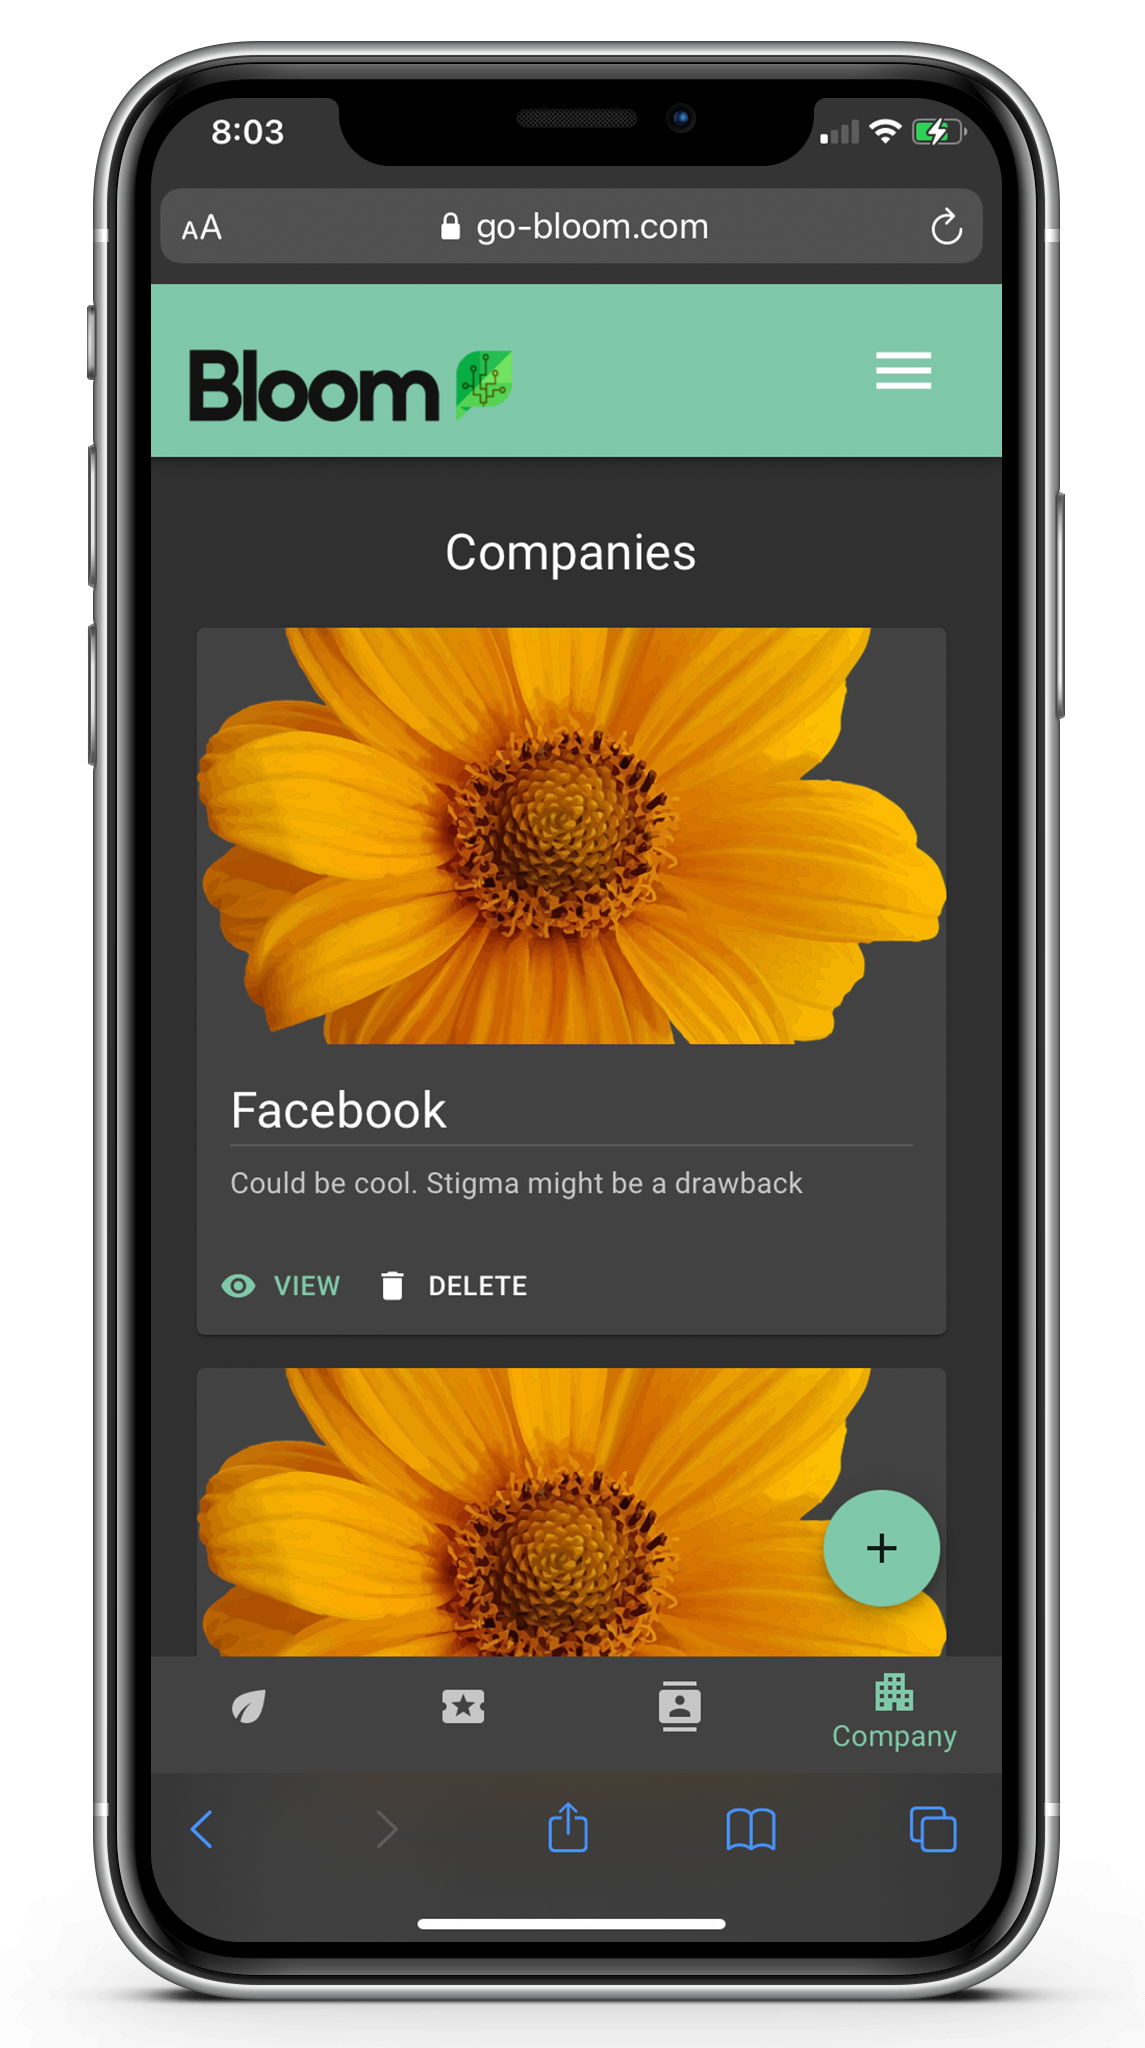 8:03
AA go-bloom.com
Bloom
Companies
Facebook
Could be cool. Stigma might be a drawback
VIEW DELETE
+
Company